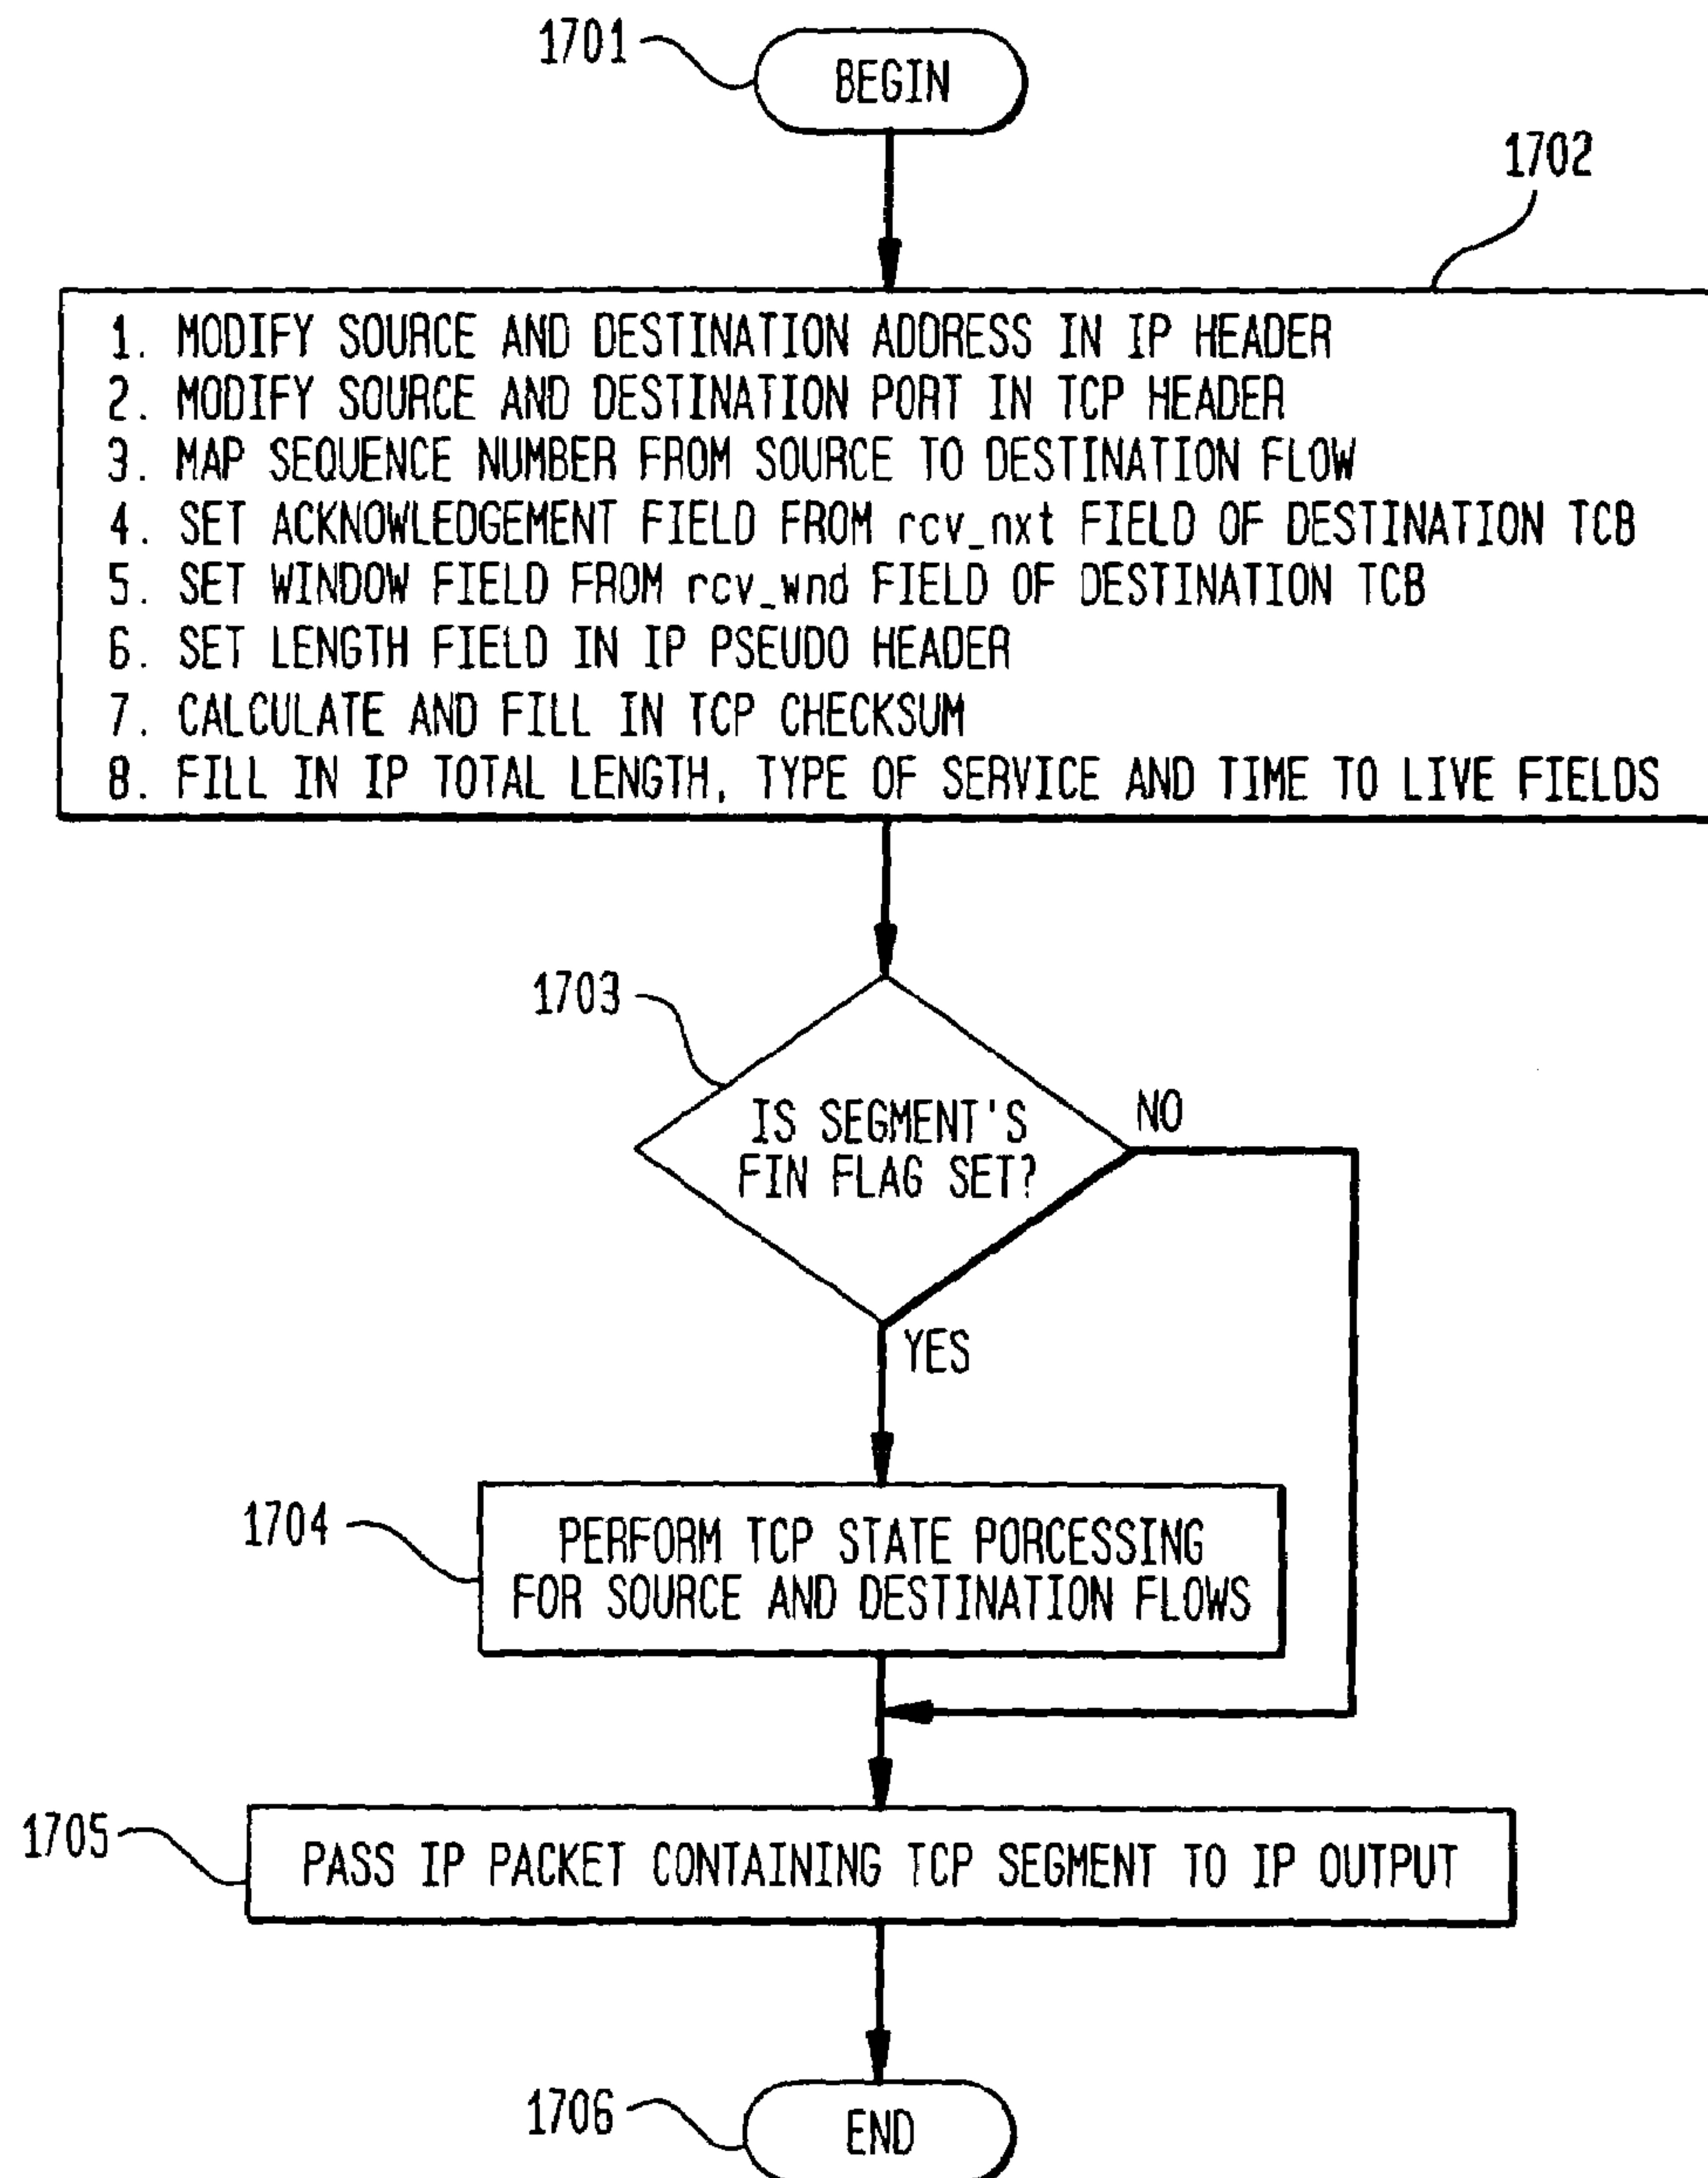 1701
BEGIN
1702
1. MODIFY SOURCE AND DESTINATION ADDRESS IN IP HEADER
2. MODIFY SOURCE AND DESTINATION PORT IN TCP HEADER
3. MAP SEQUENCE NUMBER FROM SOURCE TO DESTINATION FLOW
4. SET ACKNOWLEDGEMENT FIELD FROM rcv_nxt FIELD OF DESTINATION TCB
5. SET WINDOW FIELD FROM rcv_wnd FIELD OF DESTINATION TCB
6. SET LENGTH FIELD IN IP PSEUDO HEADER
7. CALCULATE AND FILL IN TCP CHECKSUM
8. FILL IN IP TOTAL LENGTH, TYPE OF SERVICE AND TIME TO LIVE FIELDS
1703
IS SEGMENT'S
FIN FLAG SET?
NO
YES
1704
PERFORM TCP STATE PORCESSING
FOR SOURCE AND DESTINATION FLOWS
1705
PASS IP PACKET CONTAINING TCP SEGMENT TO IP OUTPUT
1706
END